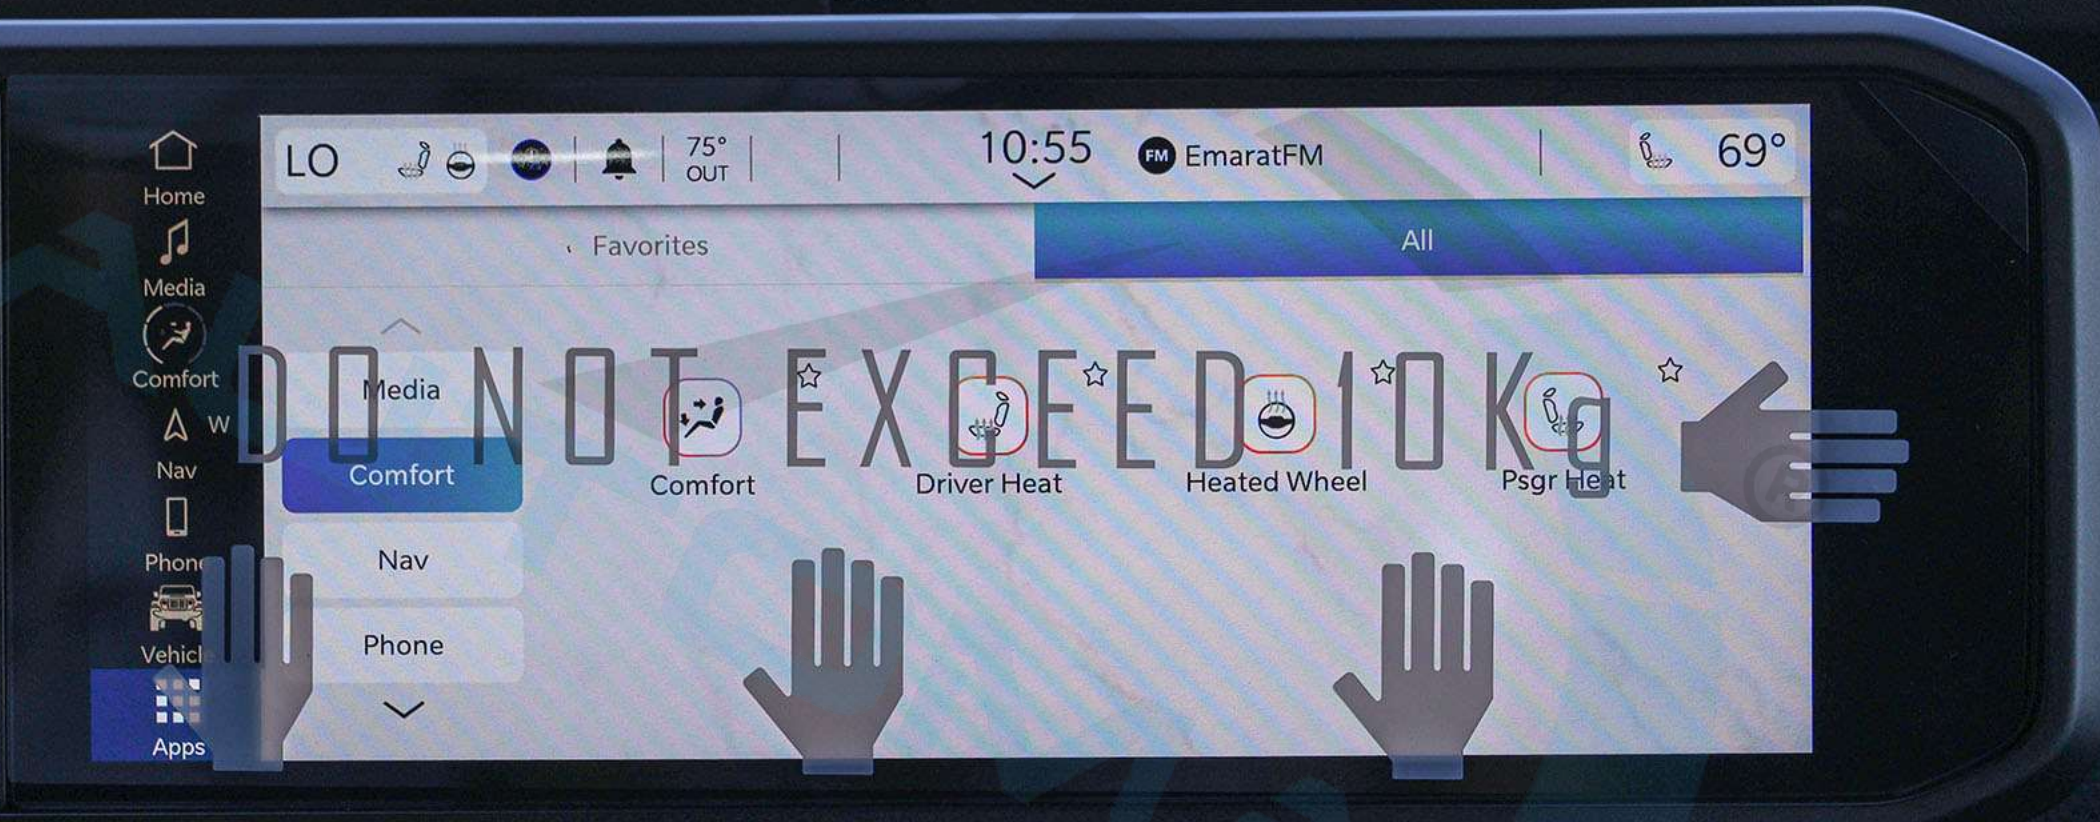 LO
75°
OUT
10:55
FM EmaratFM
69°
Home
Media
Comfort
W
Nav
Phone
Vehicle
Apps
Favorites
All
Media
Comfort
Nav
Phone
DO NOT EXCEED 10Kg
Comfort
Driver Heat
Heated Wheel
Psgr Heat